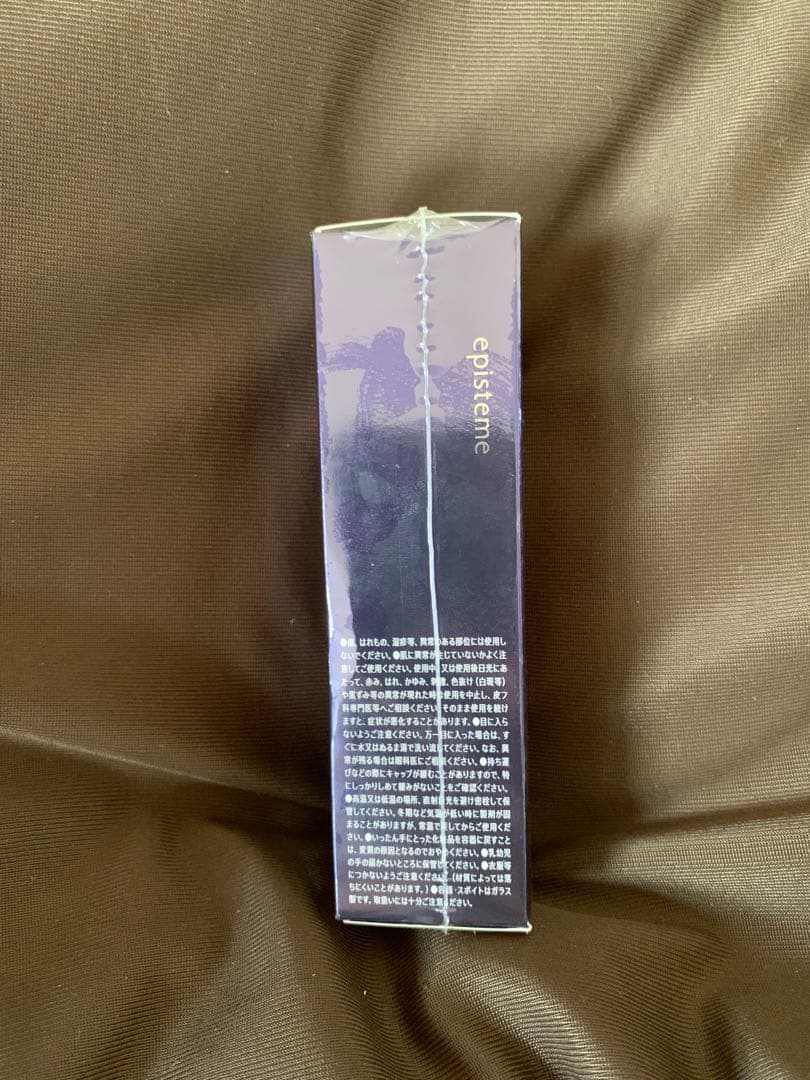 episteme
●傷、はれもの、湿疹等、異常のある部位には使用し
ないでください。●肌に異常が生じていないかよく注
意してご使用ください。使用中、又は使用後日光にあ
たって、赤み、はれ、かゆみ、刺激、色抜け(白斑等)
や黒ずみ等の異常が現れた時は使用を中止し、皮フ
科専門医等へご相談ください。そのまま使用を続け
ますと、症状が悪化することがあります。●目に入ら
ないようご注意ください。万一目に入った場合は、す
ぐに水又はぬるま湯で洗い流してください。なお、異
常が残る場合は眼科医にご相談ください。●持ち運
びなどの際にキャップが緩むことがありますので、特
にしっかりしめて緩みがないことをご確認ください。
●高温又は低温の場所、直射日光を避け密栓して保
管してください。冬期など気温が低い時に製剤が固
まることがありますが、常温で戻してからご使用くだ
さい。●いったん手にとった化粧品を容器に戻すこと
は、変質の原因となるのでおやめください。●乳幼児
の手の届かないところに保管してください。●衣服等
につかないようご注意ください。(材質によっては落
ちにくいことがあります。)●容器・スポイトはガラス
製です。取扱いには十分ご注意ください。